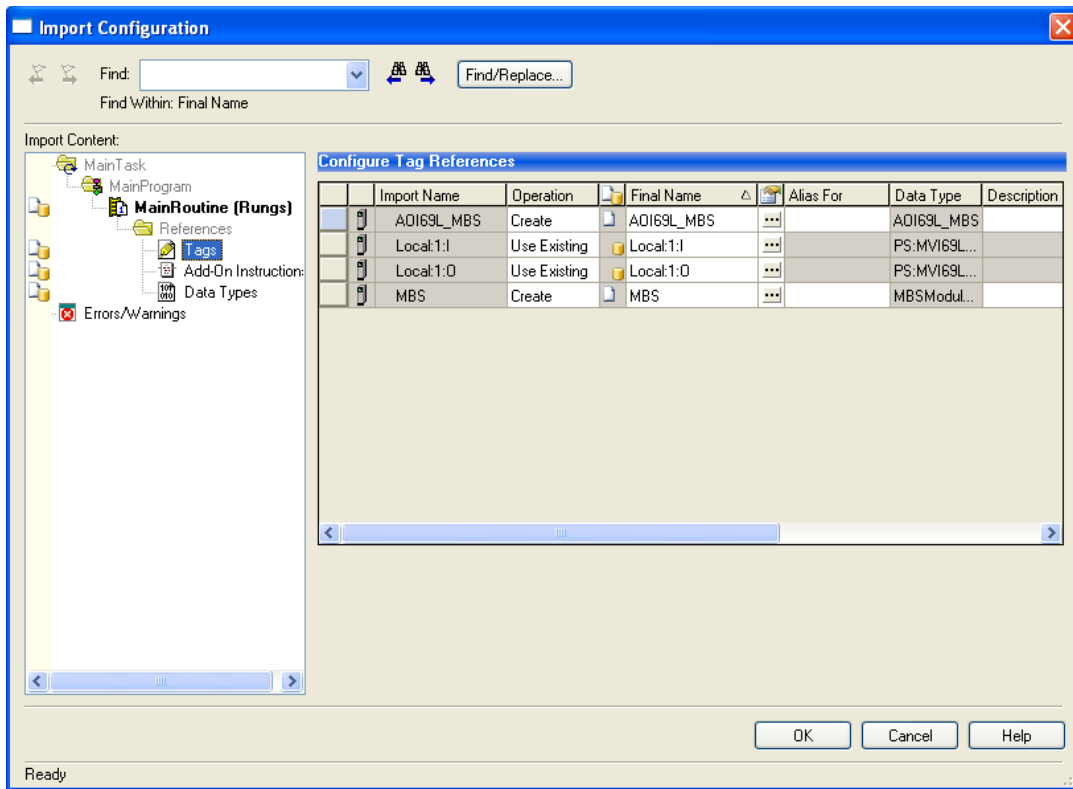 Import Configuration
Find:
Find/Replace...
Find Within: Final Name
Import Content:
MainTask
MainProgram
MainRoutine (Rungs)
References
Tags
Add-On Instruction:
Data Types
Errors/Warnings
Configure Tag References
Import Name Operation Final Name Alias For Data Type Description
AOI69L_MBS Create AOI69L_MBS ... AOI69L_MBS
Local:1:I Use Existing Local:1:I ... PS:MVI69L...
Local:1:O Use Existing Local:1:O ... PS:MVI69L...
MBS Create MBS ... MBSModul...
OK Cancel Help
Ready